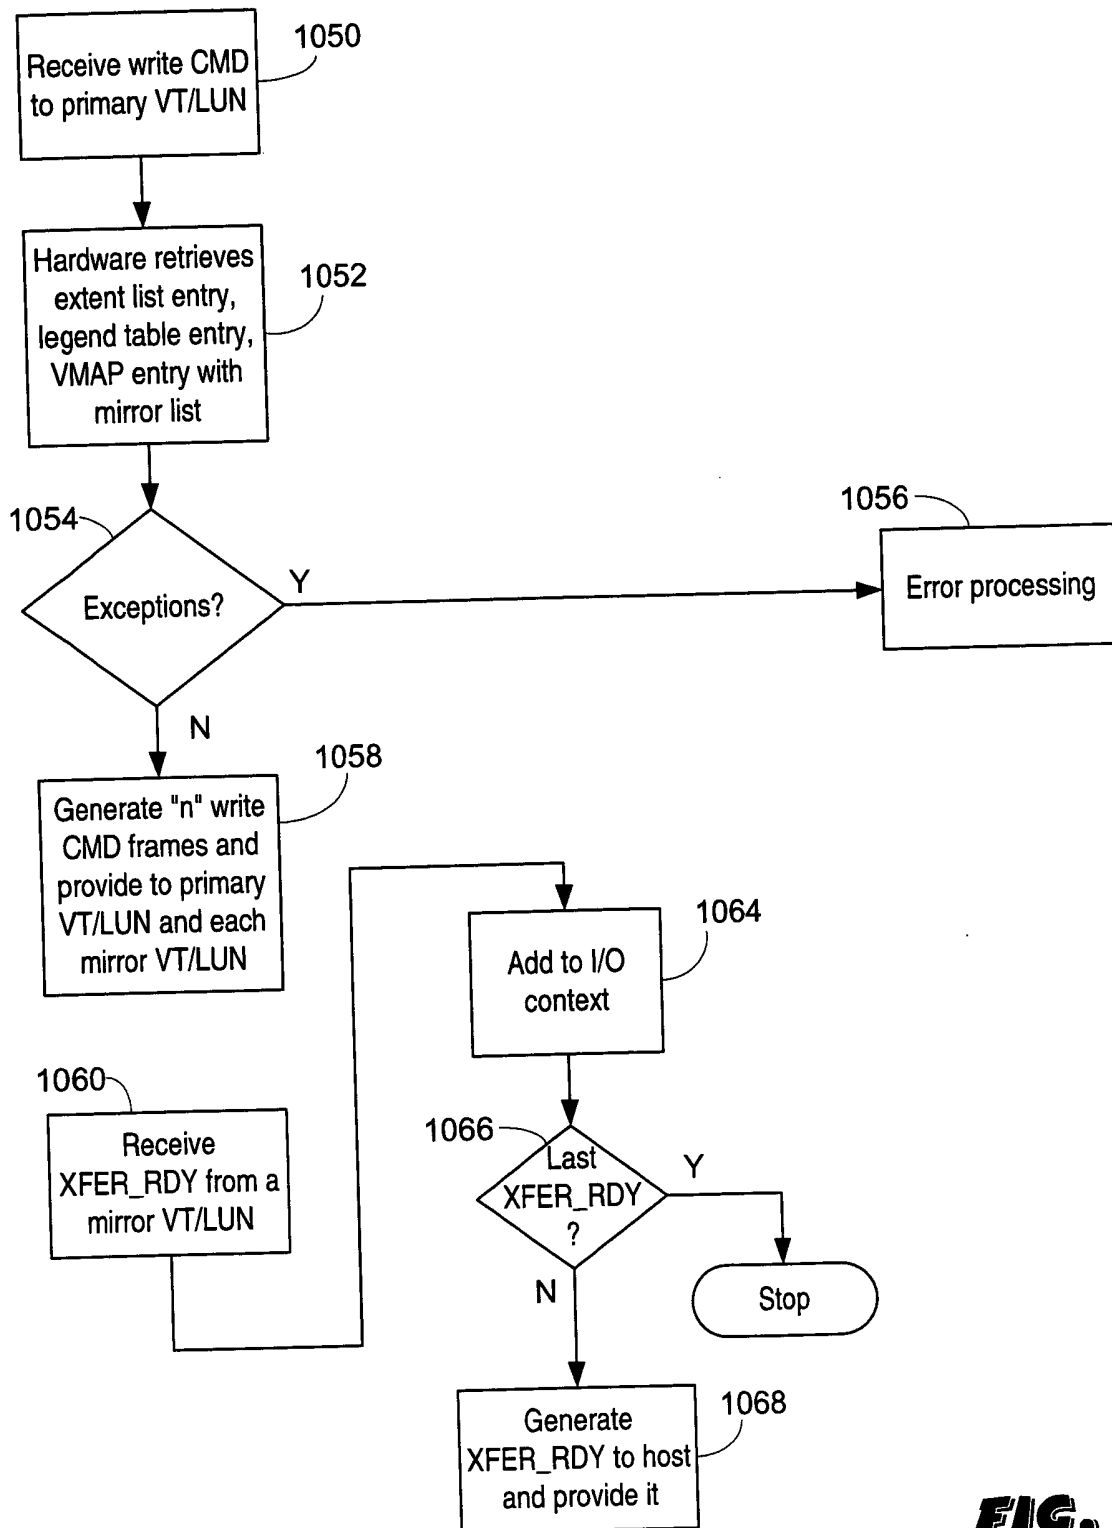 1050
Receive write CMD
to primary VT/LUN
1052
Hardware retrieves
extent list entry,
legend table entry,
VMAP entry with
mirror list
1054
Exceptions?
Y
N
1056
Error processing
1058
Generate "n" write
CMD frames and
provide to primary
VT/LUN and each
mirror VT/LUN
1060
Receive
XFER_RDY from a
mirror VT/LUN
1064
Add to I/O
context
1066
Last
XFER_RDY
?
Y
N
Stop
1068
Generate
XFER_RDY to host
and provide it
FIG.